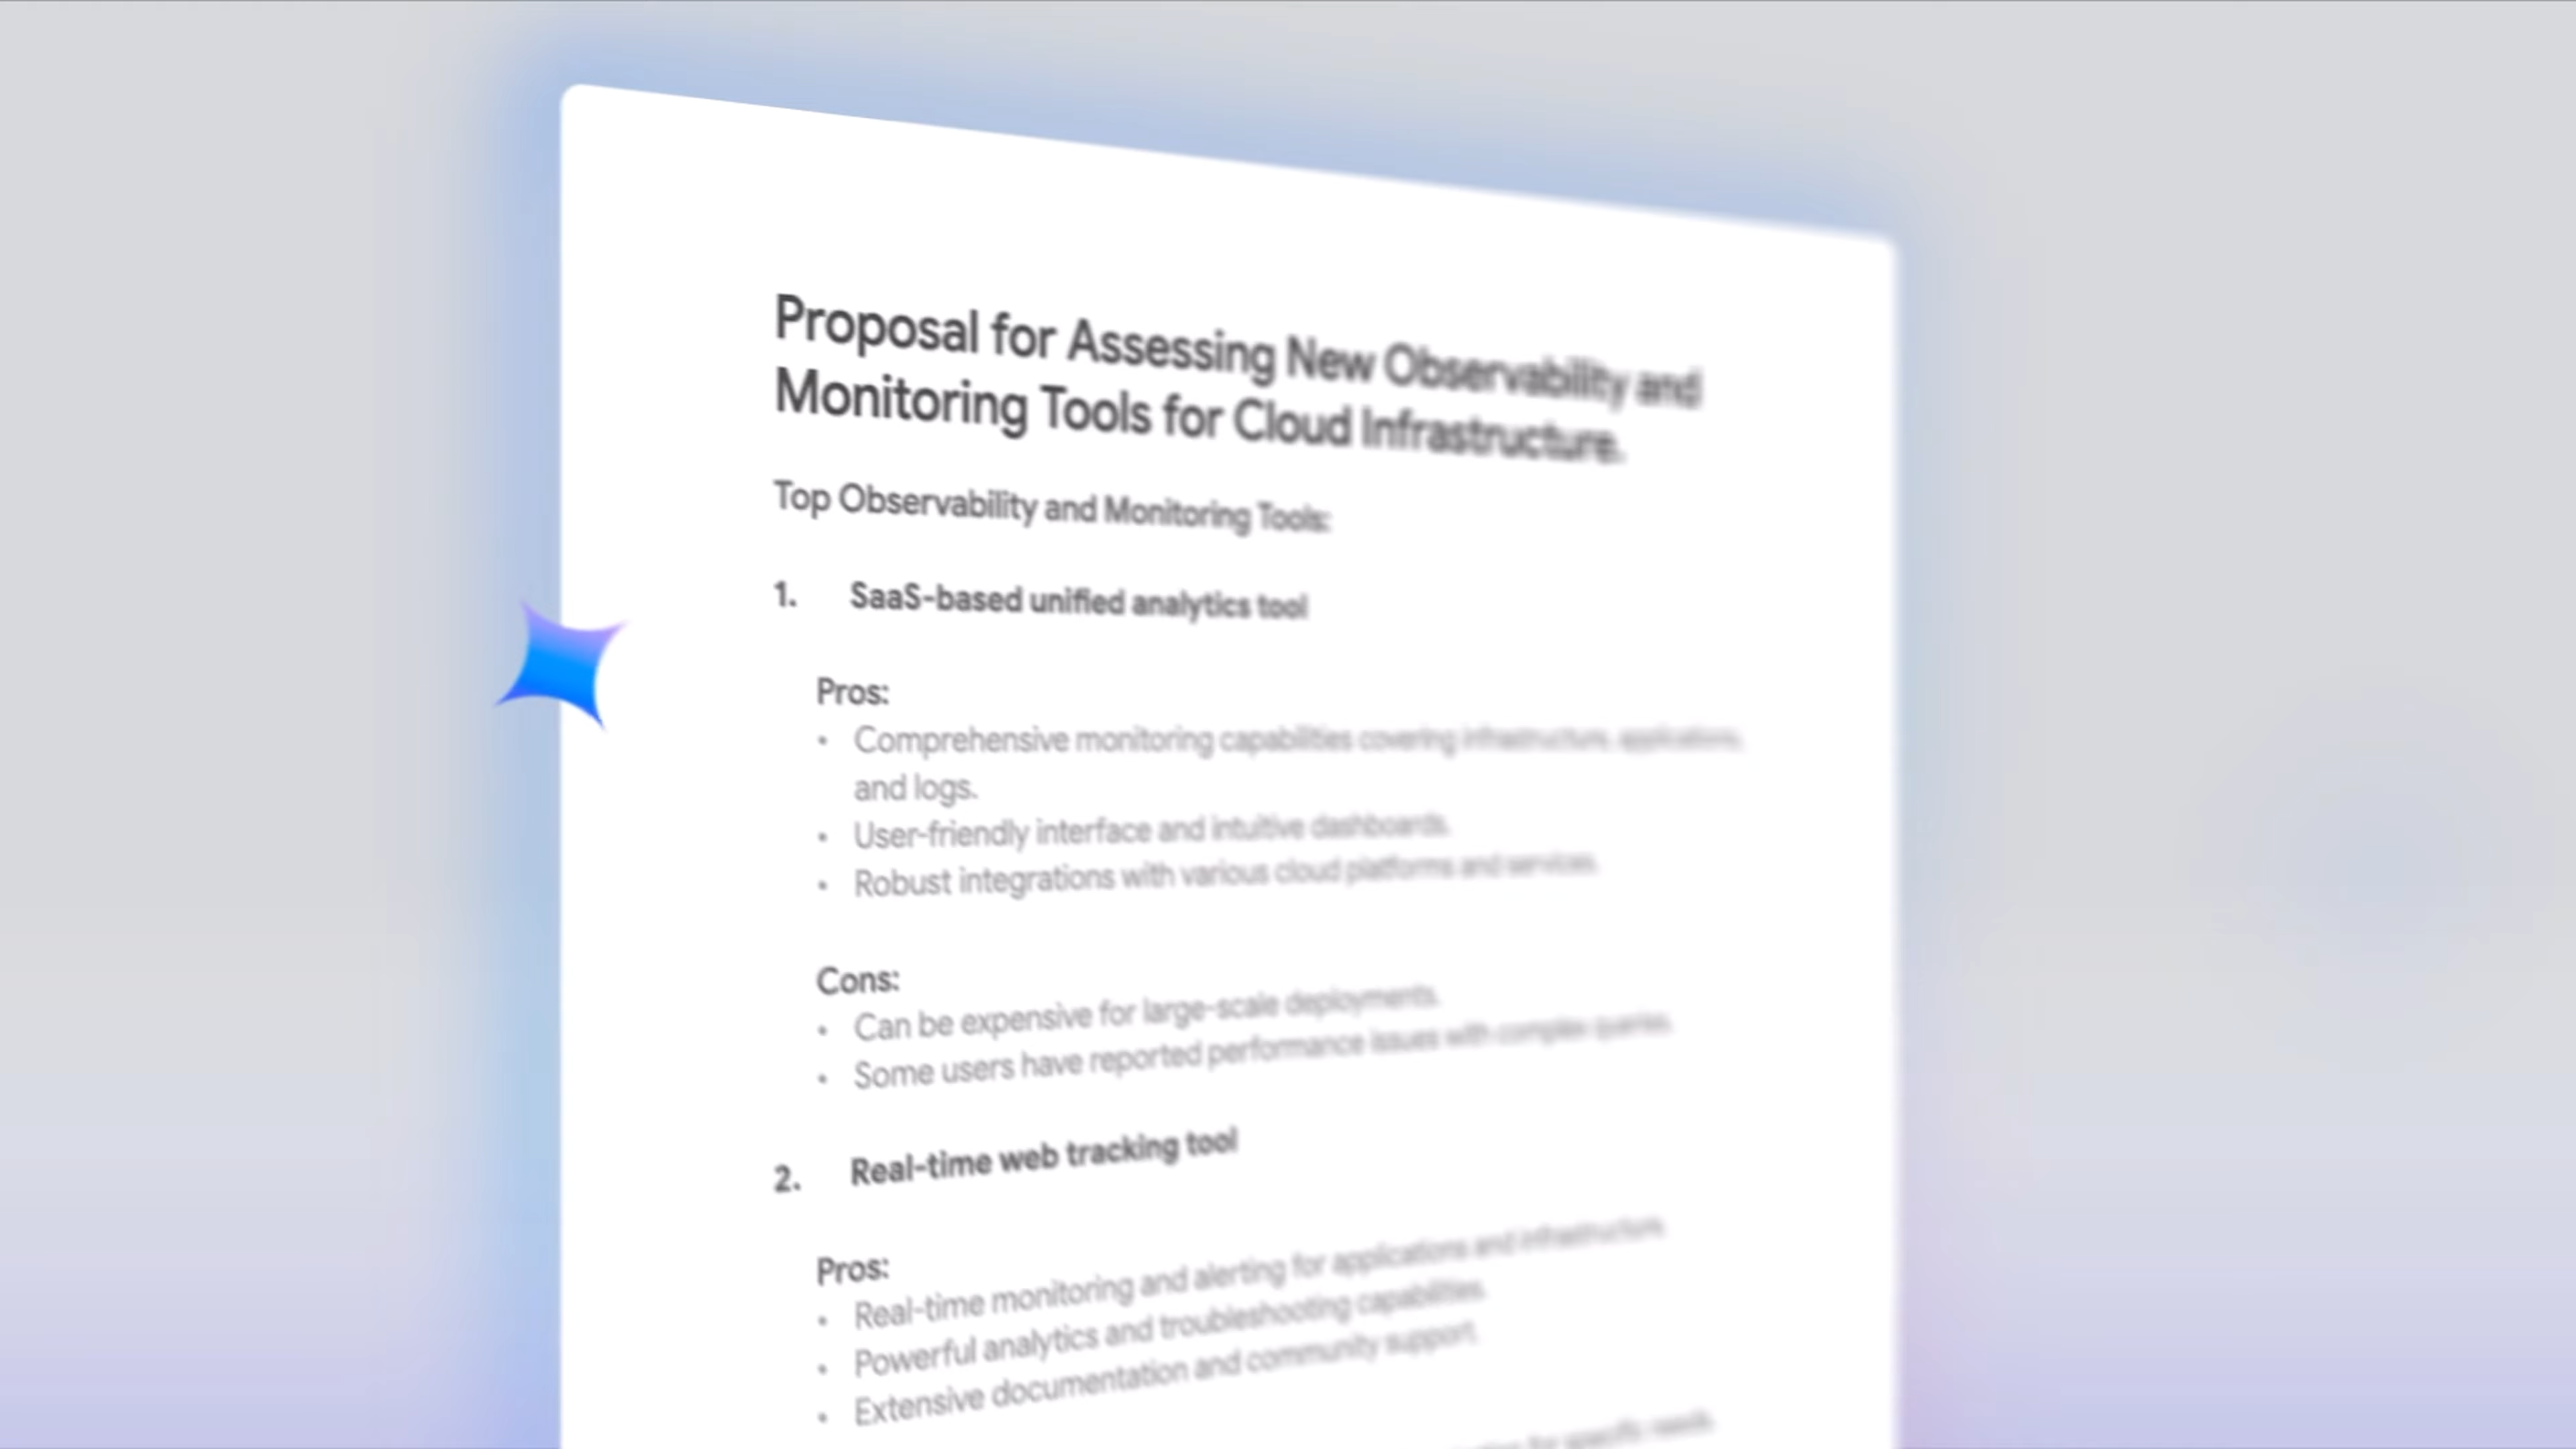 Proposal for Assessing New Observability and
Monitoring Tools for Cloud Infrastructure.
Top Observability and Monitoring Tools:
1. SaaS-based unified analytics tool
Pros:
• Comprehensive monitoring capabilities covering infrastructure, applications,
and logs.
• User-friendly interface and intuitive dashboards.
• Robust integrations with various cloud platforms and services.
Cons:
• Can be expensive for large-scale deployments.
• Some users have reported performance issues with complex queries.
2. Real-time web tracking tool
Pros:
• Real-time monitoring and alerting for applications and infrastructure.
• Powerful analytics and troubleshooting capabilities.
• Extensive documentation and community support.
for specific needs.